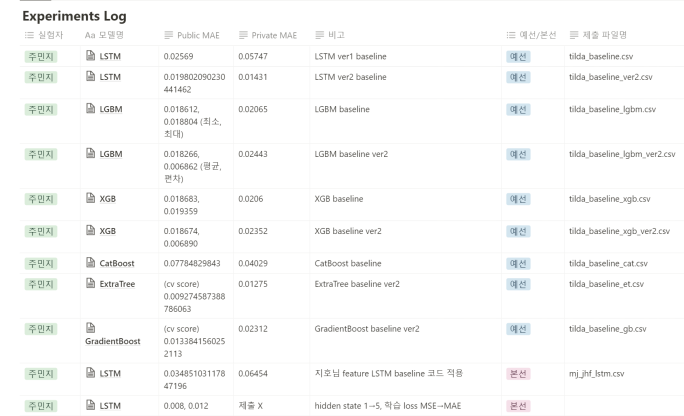 Experiments Log
실험자 Aa 모델명 Public MAE Private MAE 비고 예선/본선 제출 파일명
주민지 LSTM 0.02569 0.05747 LSTM ver1 baseline 예선 tilda_baseline.csv
주민지 LSTM 0.019802090230 0.01431 LSTM ver2 baseline 예선 tilda_baseline_ver2.csv
441462
주민지 LGBM 0.018612, 0.02065 LGBM baseline 예선 tilda_baseline_lgbm.csv
0.018804 (최소,
최대)
주민지 LGBM 0.018266, 0.02443 LGBM baseline ver2 예선 tilda_baseline_lgbm_ver2.csv
0.006862 (평균,
편차)
주민지 XGB 0.018683, 0.0206 XGB baseline 예선 tilda_baseline_xgb.csv
0.019359
주민지 XGB 0.018674, 0.02352 XGB baseline ver2 예선 tilda_baseline_xgb_ver2.csv
0.006890
주민지 CatBoost 0.07784829843 0.04029 CatBoost baseline 예선 tilda_baseline_cat.csv
주민지 ExtraTree (cv score) 0.01275 ExtraTree baseline ver2 예선 tilda_baseline_et.csv
0.009274587388
786063
주민지 (cv score) 0.02312 GradientBoost baseline ver2 예선 tilda_baseline_gb.csv
GradientBoost 0.013384156025
2113
주민지 LSTM 0.034851031178 0.06454 지호님 feature LSTM baseline 코드 적용 본선 mj_jhf_lstm.csv
47196
주민지 LSTM 0.008, 0.012 제출 X hidden state 1→5, 학습 loss MSE→MAE 본선